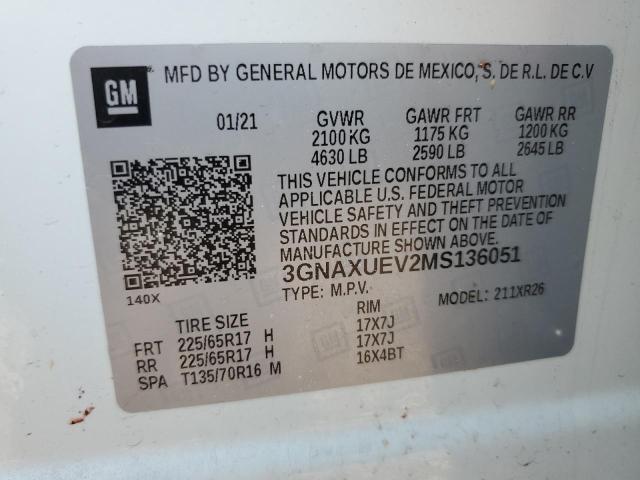 GM MFD BY GENERAL MOTORS DE MEXICO, S. DE R.L. DE C.V
01/21 GVWR GAWR FRT GAWR RR
2100 KG 1175 KG 1200 KG
4630 LB 2590 LB 2645 LB
THIS VEHICLE CONFORMS TO ALL
APPLICABLE U.S. FEDERAL MOTOR
VEHICLE SAFETY AND THEFT PREVENTION
STANDARDS IN EFFECT ON THE DATE OF
MANUFACTURE SHOWN ABOVE.
3GNAXUEV2MS136051
140X TYPE: M.P.V. MODEL: 211XR26
TIRE SIZE RIM
FRT 225/65R17 H 17X7J
RR 225/65R17 H 17X7J
SPA T135/70R16 M 16X4BT